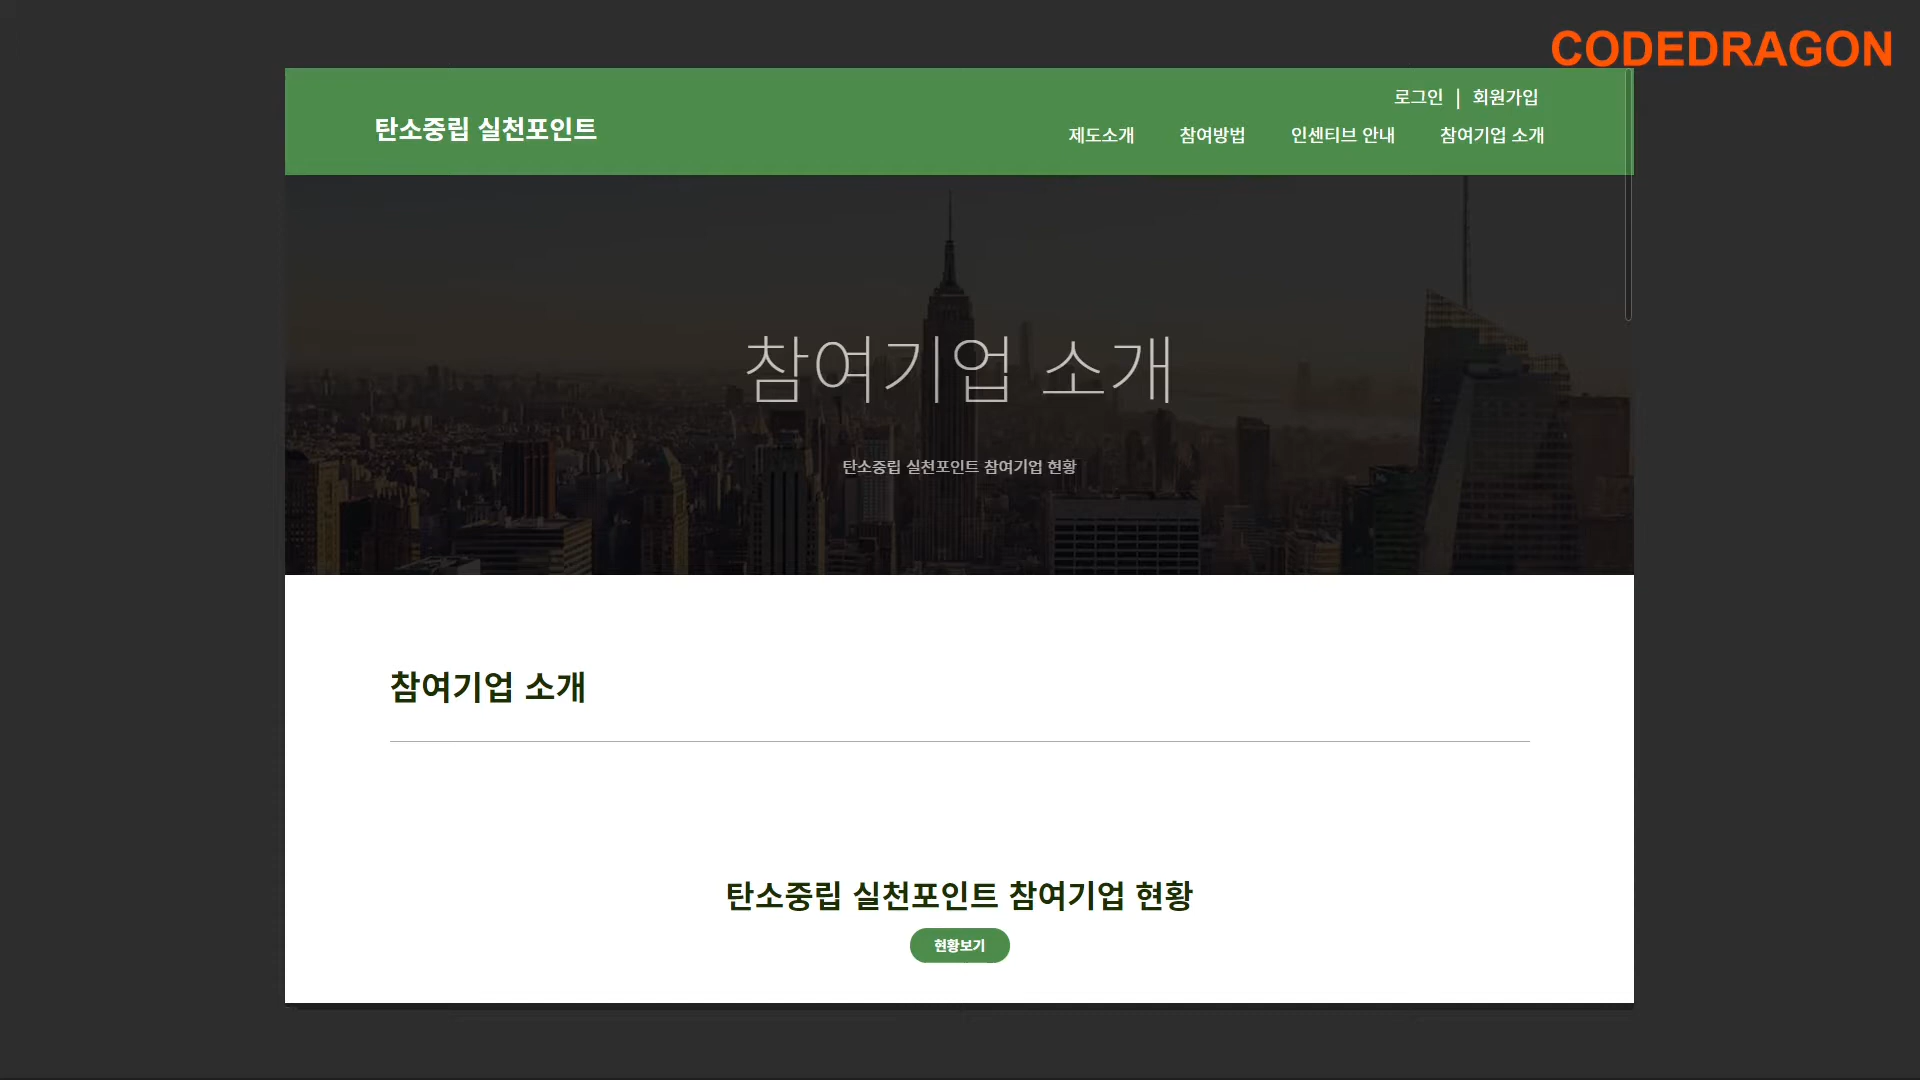 CODEDRAGON
로그인 | 회원가입
탄소중립 실천포인트
제도소개 참여방법 인센티브 안내 참여기업 소개
참여기업 소개
탄소중립 실천포인트 참여기업 현황
참여기업 소개
탄소중립 실천포인트 참여기업 현황
현황보기